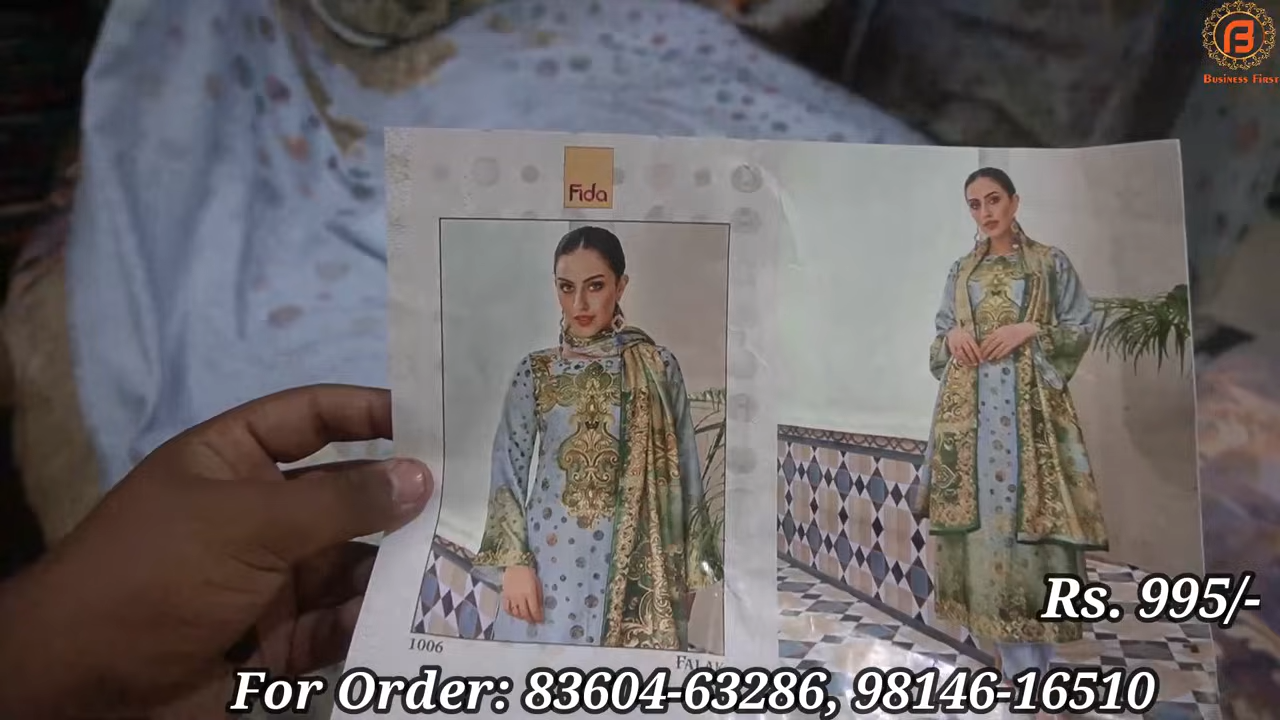 BUSINESS FIRST
Fida
1006
Rs. 995/-
For Order: 83604-63286, 98146-16510